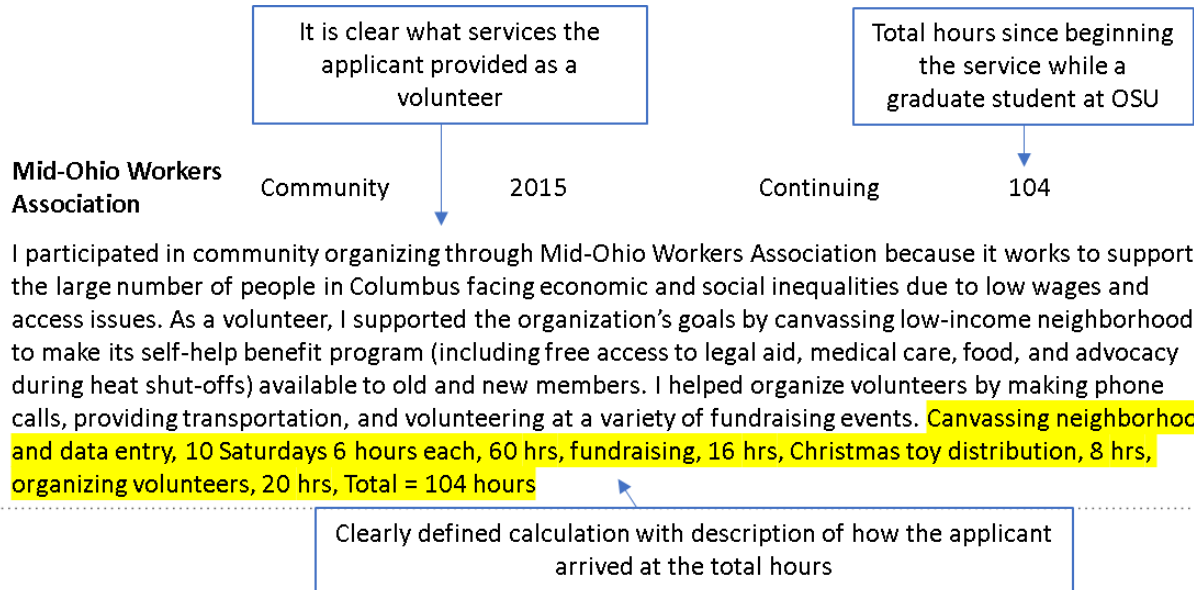 It is clear what services the
applicant provided as a
volunteer
Total hours since beginning
the service while a
graduate student at OSU
Mid-Ohio Workers
Association
Community 2015 Continuing 104
I participated in community organizing through Mid-Ohio Workers Association because it works to support
the large number of people in Columbus facing economic and social inequalities due to low wages and
access issues. As a volunteer, I supported the organization's goals by canvassing low-income neighborhood
to make its self-help benefit program (including free access to legal aid, medical care, food, and advocacy
during heat shut-offs) available to old and new members. I helped organize volunteers by making phone
calls, providing transportation, and volunteering at a variety of fundraising events. Canvassing neighborhoo
and data entry, 10 Saturdays 6 hours each, 60 hrs, fundraising, 16 hrs, Christmas toy distribution, 8 hrs,
organizing volunteers, 20 hrs, Total = 104 hours
Clearly defined calculation with description of how the applicant
arrived at the total hours